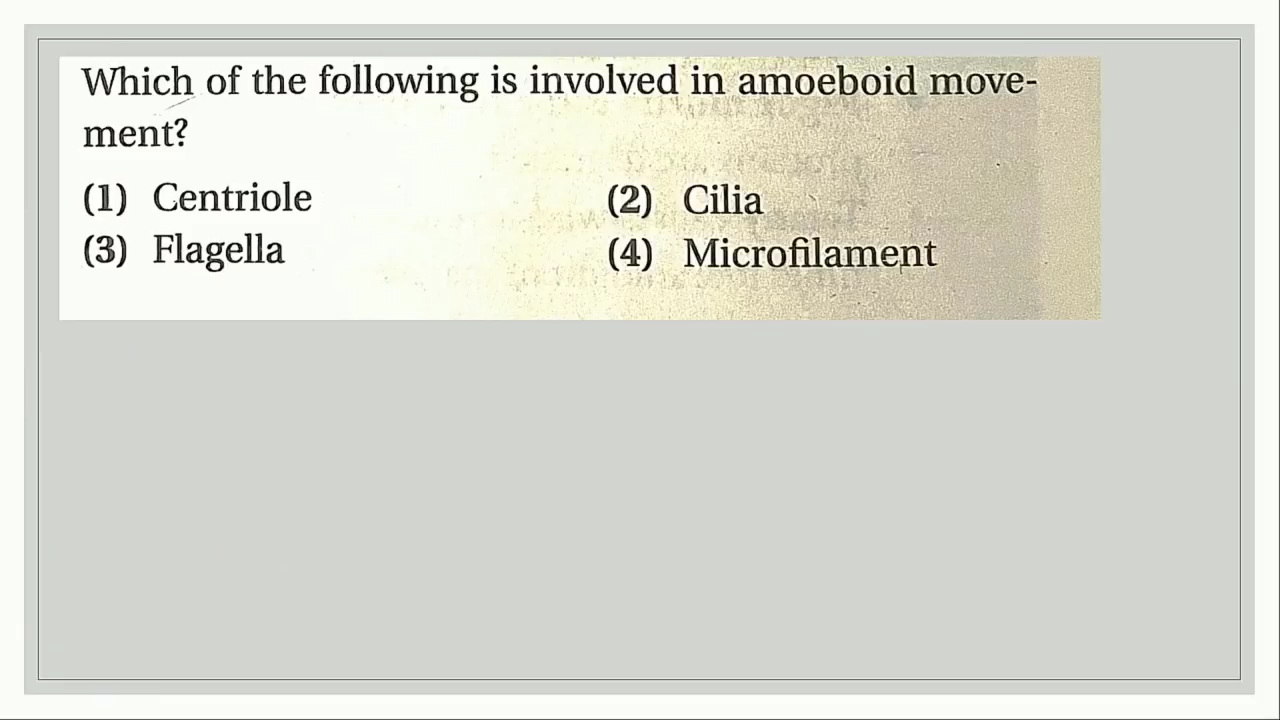 Which of the following is involved in amoeboid move-
ment?
(1) Centriole (2) Cilia
(3) Flagella (4) Microfilament